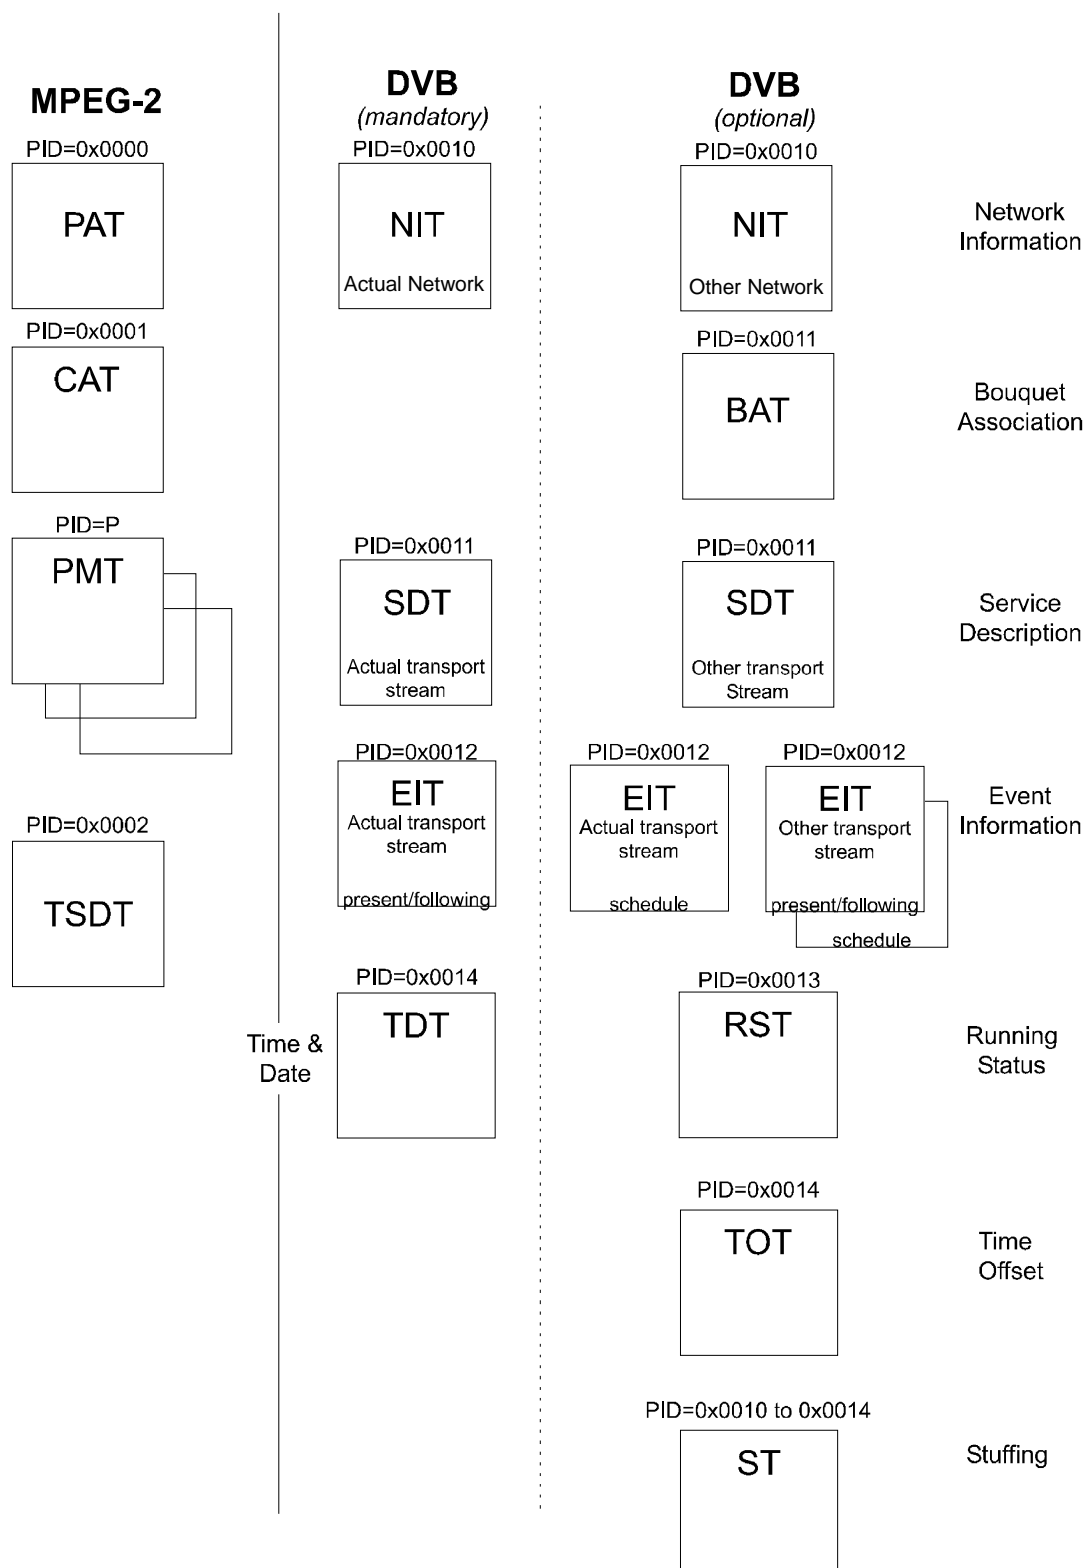 MPEG-2
DVB
(mandatory)
DVB
(optional)
PID=0x0000
PAT
PID=0x0010
NIT
Actual Network
PID=0x0010
NIT
Other Network
Network
Information
PID=0x0001
CAT
PID=0x0011
BAT
Bouquet
Association
PID=P
PMT
PID=0x0011
SDT
Actual transport
stream
PID=0x0011
SDT
Other transport
Stream
Service
Description
PID=0x0002
TSDT
PID=0x0012
EIT
Actual transport
stream
present/following
PID=0x0012
EIT
Actual transport
stream
schedule
PID=0x0012
EIT
Other transport
stream
present/following
schedule
Event
Information
Time &
Date
PID=0x0014
TDT
PID=0x0013
RST
Running
Status
PID=0x0014
TOT
Time
Offset
PID=0x0010 to 0x0014
ST
Stuffing